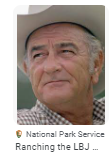 National Park Service
Ranching the LBJ ...